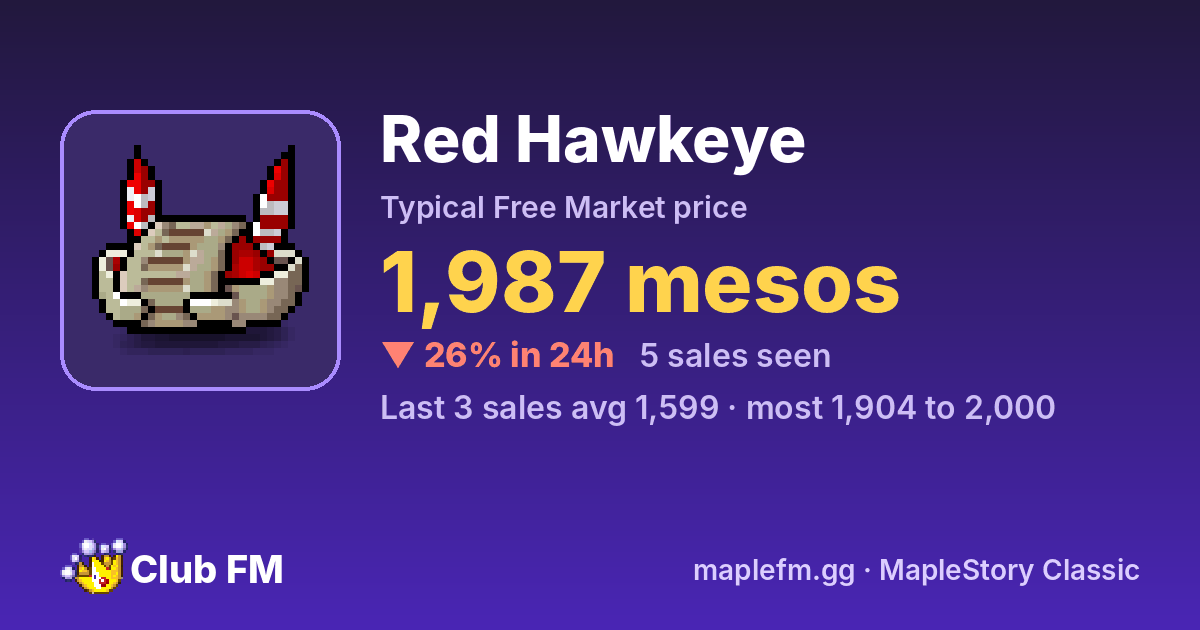 Red Hawkeye
Typical Free Market price
1,987 mesos
▼ 26% in 24h 5 sales seen
Last 3 sales avg 1,599 · most 1,904 to 2,000
Club FM
maplefm.gg · MapleStory Classic